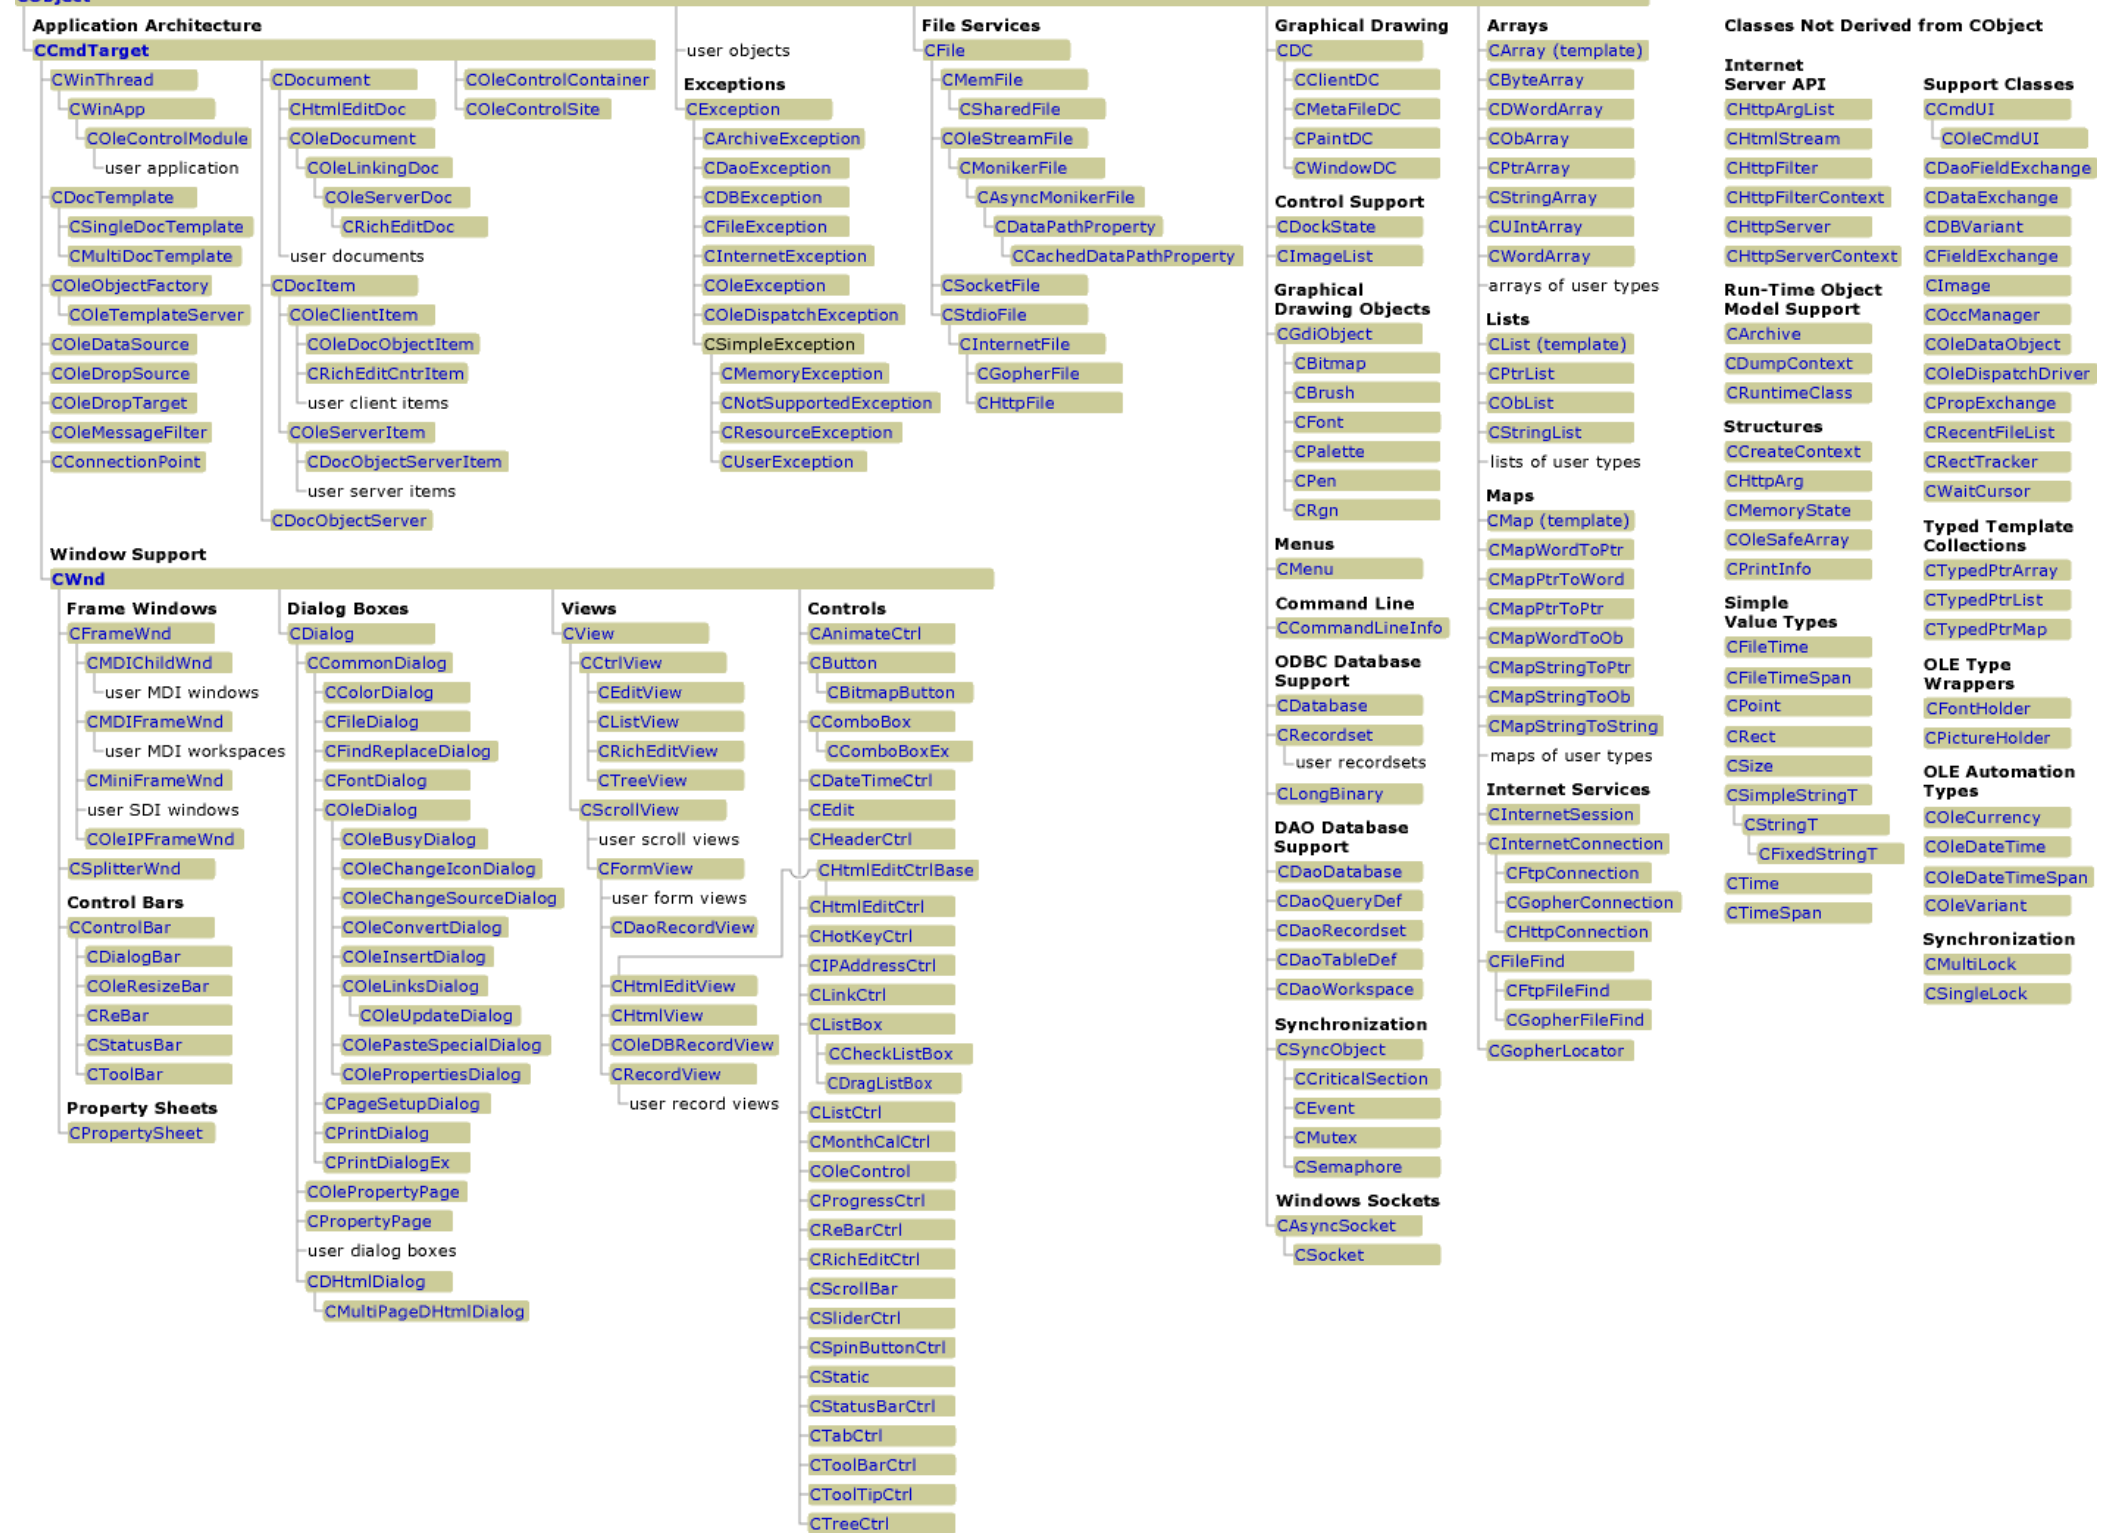 CObject
Application Architecture
CCmdTarget
CWinThread
CWinApp
COleControlModule
user application
CDocTemplate
CSingleDocTemplate
CMultiDocTemplate
COleObjectFactory
COleTemplateServer
COleDataSource
COleDropSource
COleDropTarget
COleMessageFilter
CConnectionPoint
CDocument
CHtmlEditDoc
COleDocument
COleLinkingDoc
COleServerDoc
CRichEditDoc
user documents
CDocItem
COleClientItem
COleDocObjectItem
CRichEditCntrItem
user client items
COleServerItem
CDocObjectServerItem
user server items
CDocObjectServer
COleControlContainer
COleControlSite
Window Support
CWnd
Frame Windows
CFrameWnd
CMDIChildWnd
user MDI windows
CMDIFrameWnd
user MDI workspaces
CMiniFrameWnd
user SDI windows
COleIPFrameWnd
CSplitterWnd
Control Bars
CControlBar
CDialogBar
COleResizeBar
CReBar
CStatusBar
CToolBar
Property Sheets
CPropertySheet
Dialog Boxes
CDialog
CCommonDialog
CColorDialog
CFileDialog
CFindReplaceDialog
CFontDialog
COleDialog
COleBusyDialog
COleChangeIconDialog
COleChangeSourceDialog
COleConvertDialog
COleInsertDialog
COleLinksDialog
COleUpdateDialog
COlePasteSpecialDialog
COlePropertiesDialog
CPageSetupDialog
CPrintDialog
CPrintDialogEx
COlePropertyPage
CPropertyPage
user dialog boxes
CDHtmlDialog
CMultiPageDHtmlDialog
Views
CView
CCtrlView
CEditView
CListView
CRichEditView
CTreeView
CScrollView
user scroll views
CFormView
user form views
CDaoRecordView
CHtmlEditView
CHtmlView
COleDBRecordView
CRecordView
user record views
Controls
CAnimateCtrl
CButton
CBitmapButton
CComboBox
CComboBoxEx
CDateTimeCtrl
CEdit
CHeaderCtrl
CHtmlEditCtrlBase
CHtmlEditCtrl
CHotKeyCtrl
CIPAddressCtrl
CLinkCtrl
CListBox
CCheckListBox
CDragListBox
CListCtrl
CMonthCalCtrl
COleControl
CProgressCtrl
CReBarCtrl
CRichEditCtrl
CScrollBar
CSliderCtrl
CSpinButtonCtrl
CStatic
CStatusBarCtrl
CTabCtrl
CToolBarCtrl
CToolTipCtrl
CTreeCtrl
user objects
Exceptions
CException
CArchiveException
CDaoException
CDBException
CFileException
CInternetException
COleException
COleDispatchException
CSimpleException
CMemoryException
CNotSupportedException
CResourceException
CUserException
File Services
CFile
CMemFile
CSharedFile
COleStreamFile
CMonikerFile
CAsyncMonikerFile
CDataPathProperty
CCachedDataPathProperty
CSocketFile
CStdioFile
CInternetFile
CGopherFile
CHttpFile
Graphical Drawing
CDC
CClientDC
CMetaFileDC
CPaintDC
CWindowDC
Control Support
CDockState
CImageList
Graphical
Drawing Objects
CGdiObject
CBitmap
CBrush
CFont
CPalette
CPen
CRgn
Menus
CMenu
Command Line
CCommandLineInfo
ODBC Database
Support
CDatabase
CRecordset
user recordsets
CLongBinary
DAO Database
Support
CDaoDatabase
CDaoQueryDef
CDaoRecordset
CDaoTableDef
CDaoWorkspace
Synchronization
CSyncObject
CCriticalSection
CEvent
CMutex
CSemaphore
Windows Sockets
CAsyncSocket
CSocket
Arrays
CArray (template)
CByteArray
CDWordArray
CObArray
CPtrArray
CStringArray
CUIntArray
CWordArray
arrays of user types
Lists
CList (template)
CPtrList
CObList
CStringList
lists of user types
Maps
CMap (template)
CMapWordToPtr
CMapPtrToWord
CMapPtrToPtr
CMapWordToOb
CMapStringToPtr
CMapStringToOb
CMapStringToString
maps of user types
Internet Services
CInternetSession
CInternetConnection
CFtpConnection
CGopherConnection
CHttpConnection
CFileFind
CFtpFileFind
CGopherFileFind
CGopherLocator
Classes Not Derived from CObject
Internet
Server API
CHttpArgList
CHtmlStream
CHttpFilter
CHttpFilterContext
CHttpServer
CHttpServerContext
Run-Time Object
Model Support
CArchive
CDumpContext
CRuntimeClass
Structures
CCreateContext
CHttpArg
CMemoryState
COleSafeArray
CPrintInfo
Simple
Value Types
CFileTime
CFileTimeSpan
CPoint
CRect
CSize
CSimpleStringT
CStringT
CFixedStringT
CTime
CTimeSpan
Support Classes
CCmdUI
COleCmdUI
CDaoFieldExchange
CDataExchange
CDBVariant
CFieldExchange
CImage
COccManager
COleDataObject
COleDispatchDriver
CPropExchange
CRecentFileList
CRectTracker
CWaitCursor
Typed Template
Collections
CTypedPtrArray
CTypedPtrList
CTypedPtrMap
OLE Type
Wrappers
CFontHolder
CPictureHolder
OLE Automation
Types
COleCurrency
COleDateTime
COleDateTimeSpan
COleVariant
Synchronization
CMultiLock
CSingleLock